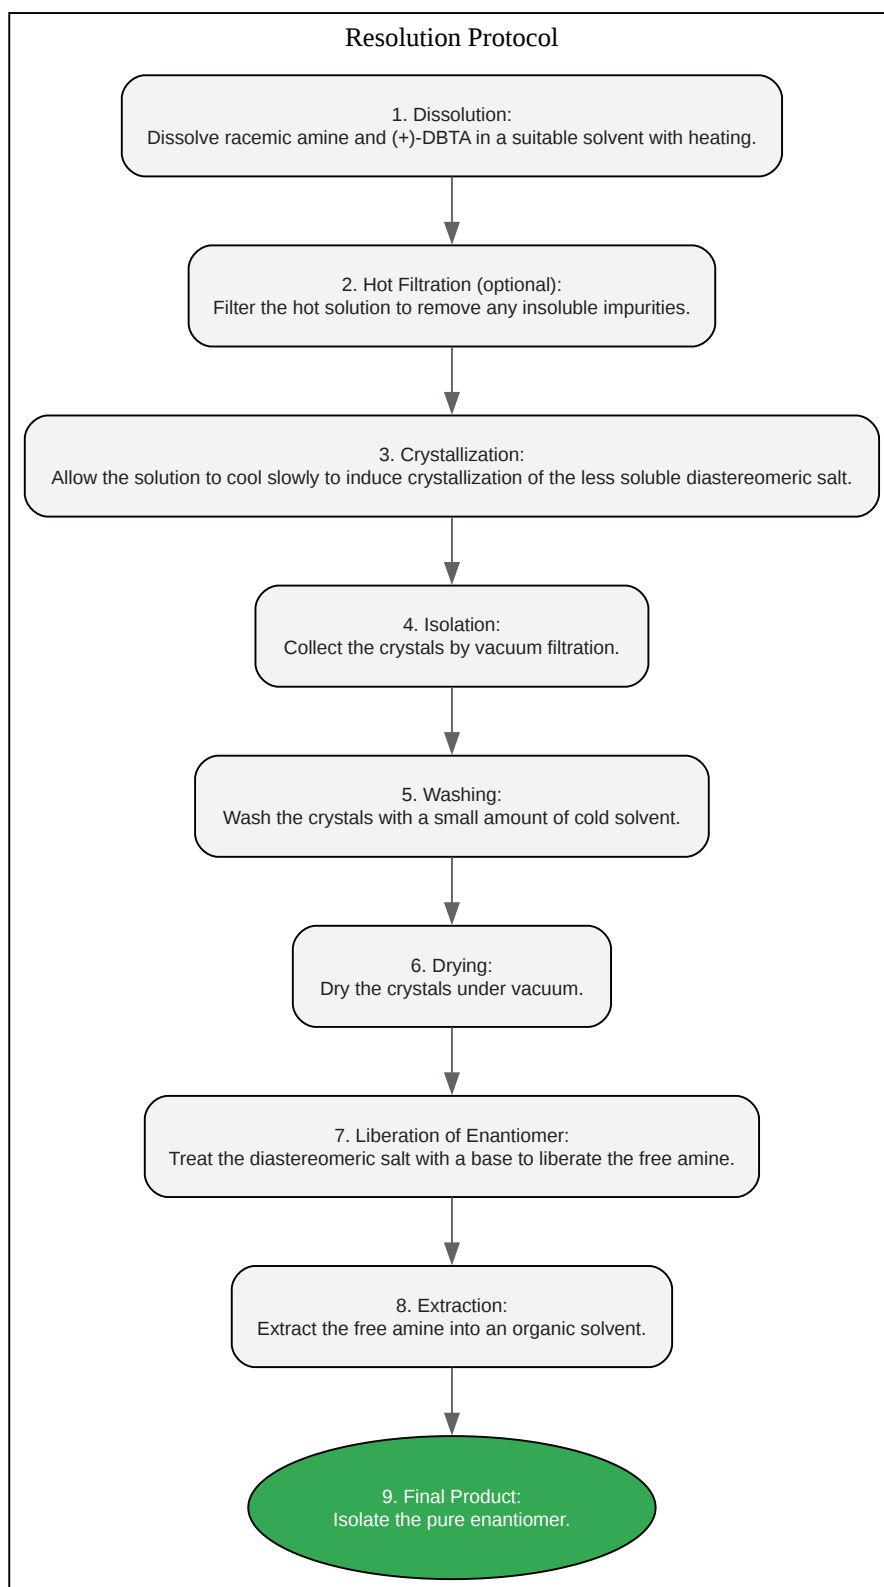 Resolution Protocol
1. Dissolution:
Dissolve racemic amine and (+)-DBTA in a suitable solvent with heating.
2. Hot Filtration (optional):
Filter the hot solution to remove any insoluble impurities.
3. Crystallization:
Allow the solution to cool slowly to induce crystallization of the less soluble diastereomeric salt.
4. Isolation:
Collect the crystals by vacuum filtration.
5. Washing:
Wash the crystals with a small amount of cold solvent.
6. Drying:
Dry the crystals under vacuum.
7. Liberation of Enantiomer:
Treat the diastereomeric salt with a base to liberate the free amine.
8. Extraction:
Extract the free amine into an organic solvent.
9. Final Product:
Isolate the pure enantiomer.